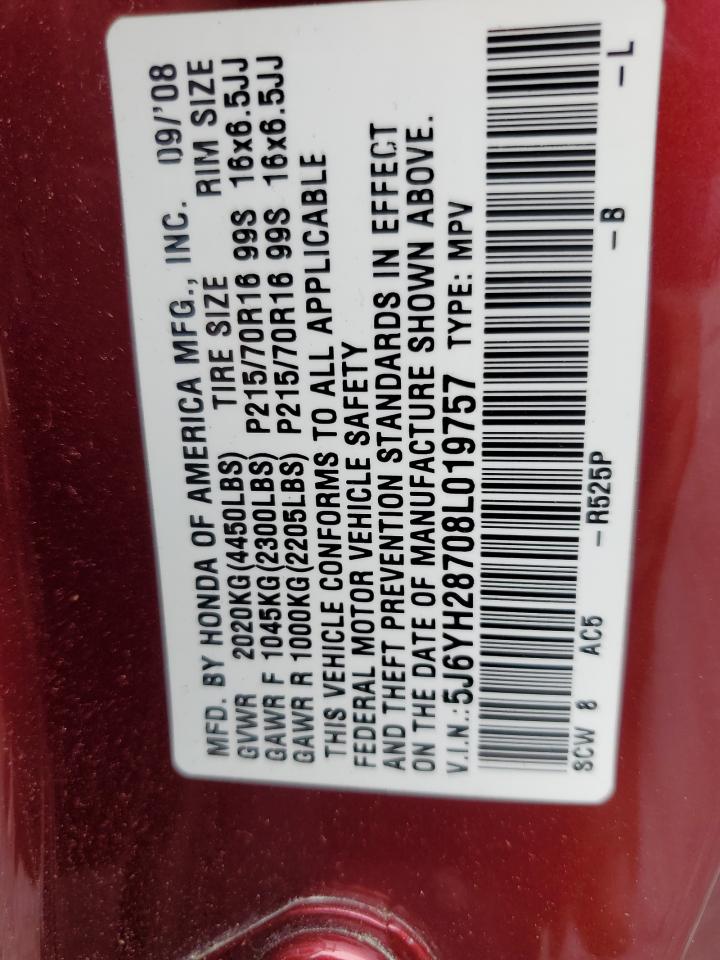 MFD. BY HONDA OF AMERICA MFG., INC. 09/'08
GVWR 2020KG(4450LBS) TIRE SIZE RIM SIZE
GAWR F 1045KG(2300LBS) P215/70R16 99S 16x6.5JJ
GAWR R 1000KG(2205LBS) P215/70R16 99S 16x6.5JJ
THIS VEHICLE CONFORMS TO ALL APPLICABLE
FEDERAL MOTOR VEHICLE SAFETY
AND THEFT PREVENTION STANDARDS IN EFFECT
ON THE DATE OF MANUFACTURE SHOWN ABOVE.
V.I.N.:5J6YH28708L019757 TYPE: MPV
SCW 8 AC5 –R525P –B –L